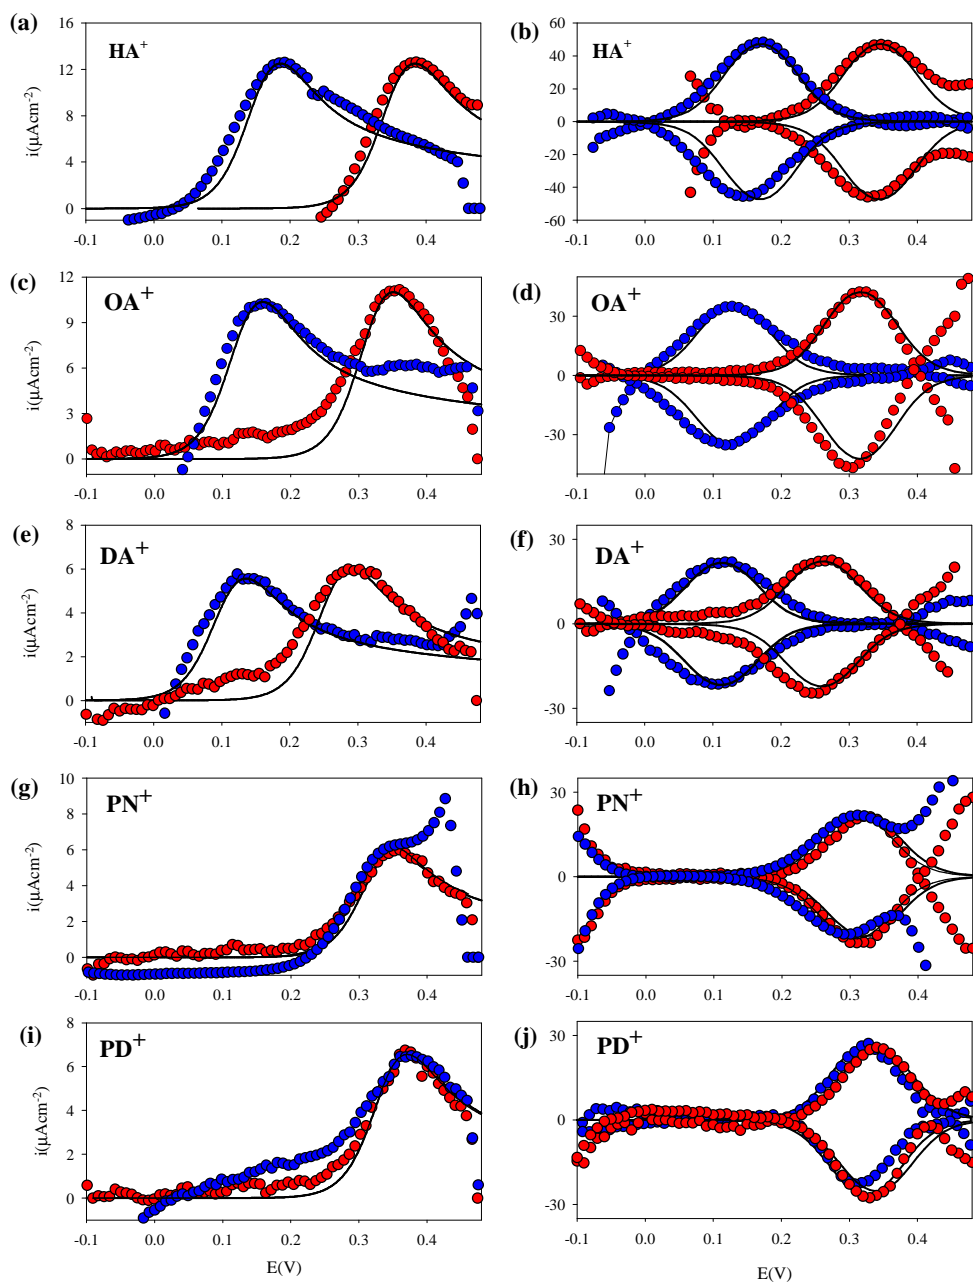 (a)
HA+
i(μAcm-2)
16
12
8
4
0
-0.1 0.0 0.1 0.2 0.3 0.4
(b)
HA+
60
40
20
0
-20
-40
-60
-0.1 0.0 0.1 0.2 0.3 0.4
(c)
OA+
i(μAcm-2)
12
9
6
3
0
-0.1 0.0 0.1 0.2 0.3 0.4
(d)
OA+
30
0
-30
-0.1 0.0 0.1 0.2 0.3 0.4
(e)
DA+
i(μAcm-2)
8
6
4
2
0
-0.1 0.0 0.1 0.2 0.3 0.4
(f)
DA+
30
0
-30
-0.1 0.0 0.1 0.2 0.3 0.4
(g)
PN+
i(μAcm-2)
10
8
6
4
2
0
-0.1 0.0 0.1 0.2 0.3 0.4
(h)
PN+
30
0
-30
-0.1 0.0 0.1 0.2 0.3 0.4
(i)
PD+
i(μAcm-2)
8
6
4
2
0
-0.1 0.0 0.1 0.2 0.3 0.4
E(V)
(j)
PD+
30
0
-30
-0.1 0.0 0.1 0.2 0.3 0.4
E(V)